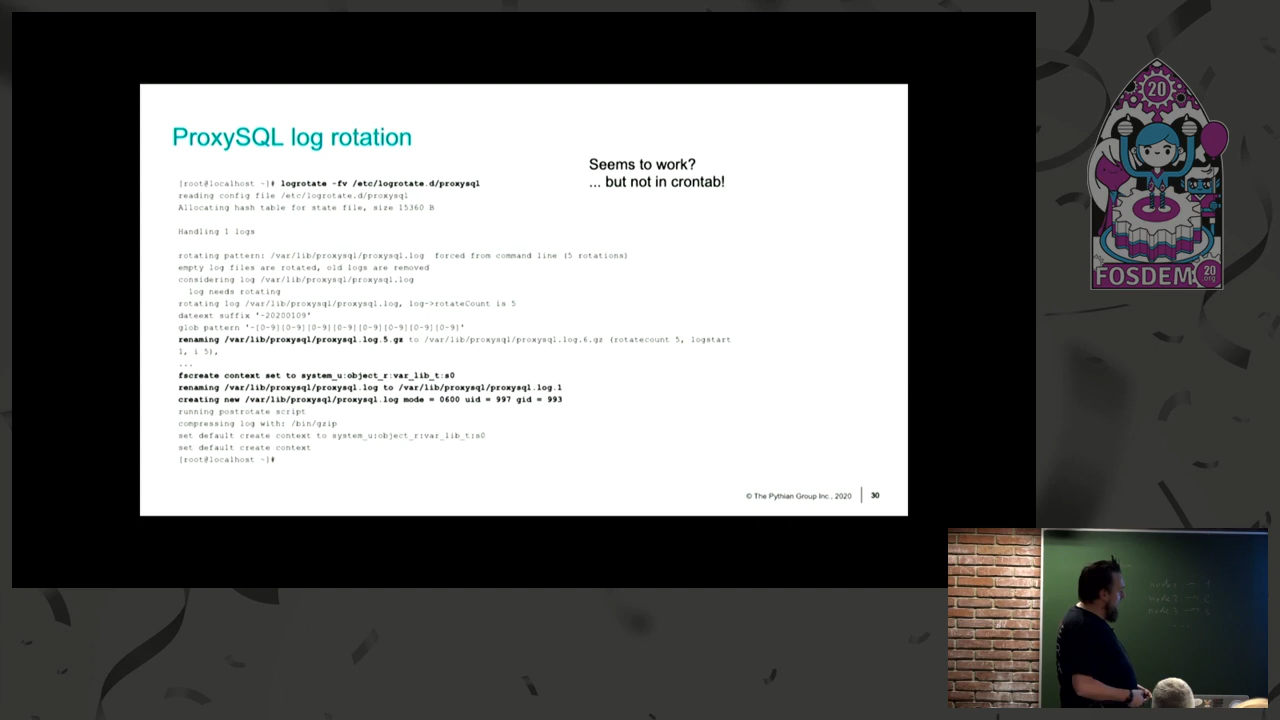 ProxySQL log rotation
Seems to work?
... but not in crontab!
[root@localhost ~]# logrotate -fv /etc/logrotate.d/proxysql
reading config file /etc/logrotate.d/proxysql
Allocating hash table for state file, size 15360 B
Handling 1 logs
rotating pattern: /var/lib/proxysql/proxysql.log  forced from command line (5 rotations)
empty log files are rotated, old logs are removed
considering log /var/lib/proxysql/proxysql.log
log needs rotating
rotating log /var/lib/proxysql/proxysql.log, log->rotateCount is 5
dateext suffix '-20200109'
glob pattern '-[0-9][0-9][0-9][0-9][0-9][0-9][0-9][0-9]'
renaming /var/lib/proxysql/proxysql.log.5.gz to /var/lib/proxysql/proxysql.log.6.gz (rotatecount 5, logstart
1, i 5),
...
fscreate context set to system_u:object_r:var_lib_t:s0
renaming /var/lib/proxysql/proxysql.log to /var/lib/proxysql/proxysql.log.1
creating new /var/lib/proxysql/proxysql.log mode = 0600 uid = 997 gid = 993
running postrotate script
compressing log with: /bin/gzip
set default create context to system_u:object_r:var_lib_t:s0
set default create context
[root@localhost ~]#
© The Pythian Group Inc., 2020
30
20
FOSDEM
20
.org
node1
node2
node3